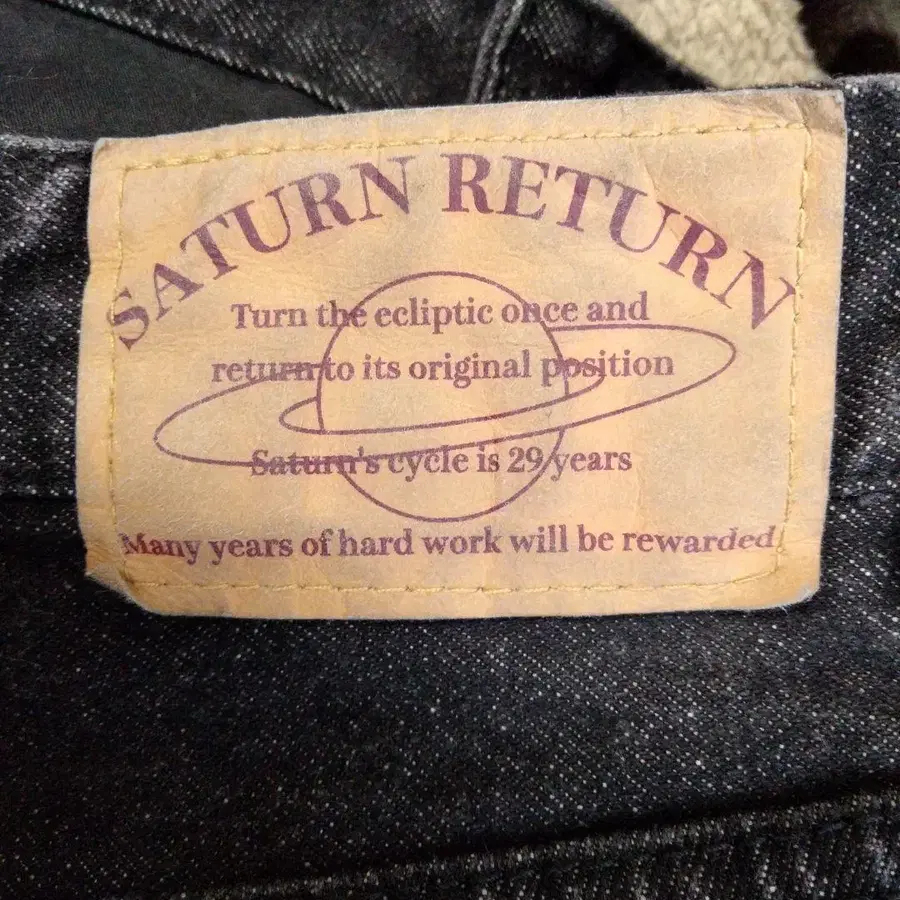 SATURN RETURN
Turn the ecliptic once and
return to its original position
Saturn's cycle is 29 years
Many years of hard work will be rewarded